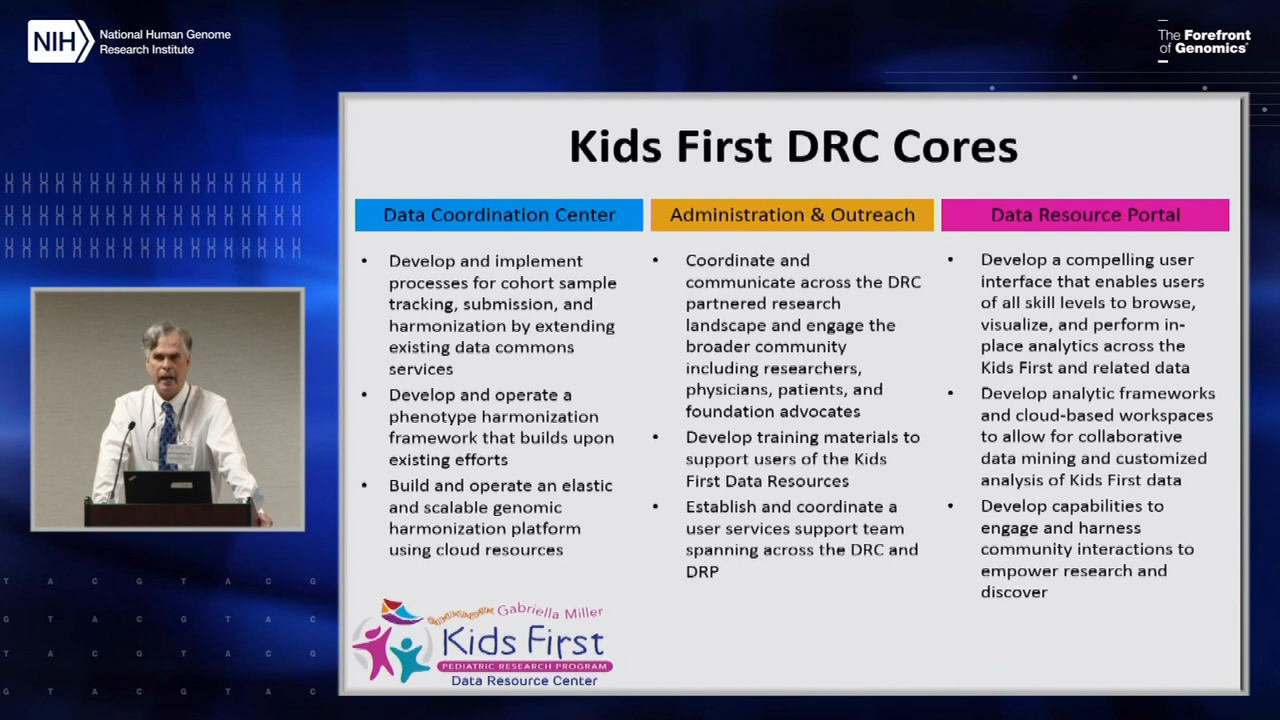 NIH
National Human Genome
Research Institute
The Forefront
of Genomics
Kids First DRC Cores
Data Coordination Center
• Develop and implement
processes for cohort sample
tracking, submission, and
harmonization by extending
existing data commons
services
• Develop and operate a
phenotype harmonization
framework that builds upon
existing efforts
• Build and operate an elastic
and scalable genomic
harmonization platform
using cloud resources
Administration & Outreach
• Coordinate and
communicate across the DRC
partnered research
landscape and engage the
broader community
including researchers,
physicians, patients, and
foundation advocates
• Develop training materials to
support users of the Kids
First Data Resources
• Establish and coordinate a
user services support team
spanning across the DRC and
DRP
Data Resource Portal
• Develop a compelling user
interface that enables users
of all skill levels to browse,
visualize, and perform in-
place analytics across the
Kids First and related data
• Develop analytic frameworks
and cloud-based workspaces
to allow for collaborative
data mining and customized
analysis of Kids First data
• Develop capabilities to
engage and harness
community interactions to
empower research and
discover
Gabriella Miller
Kids First
PEDIATRIC RESEARCH PROGRAM
Data Resource Center
T A C G T A C G
G T A C G T A C
T A C G T A C G
G T A C G T A C